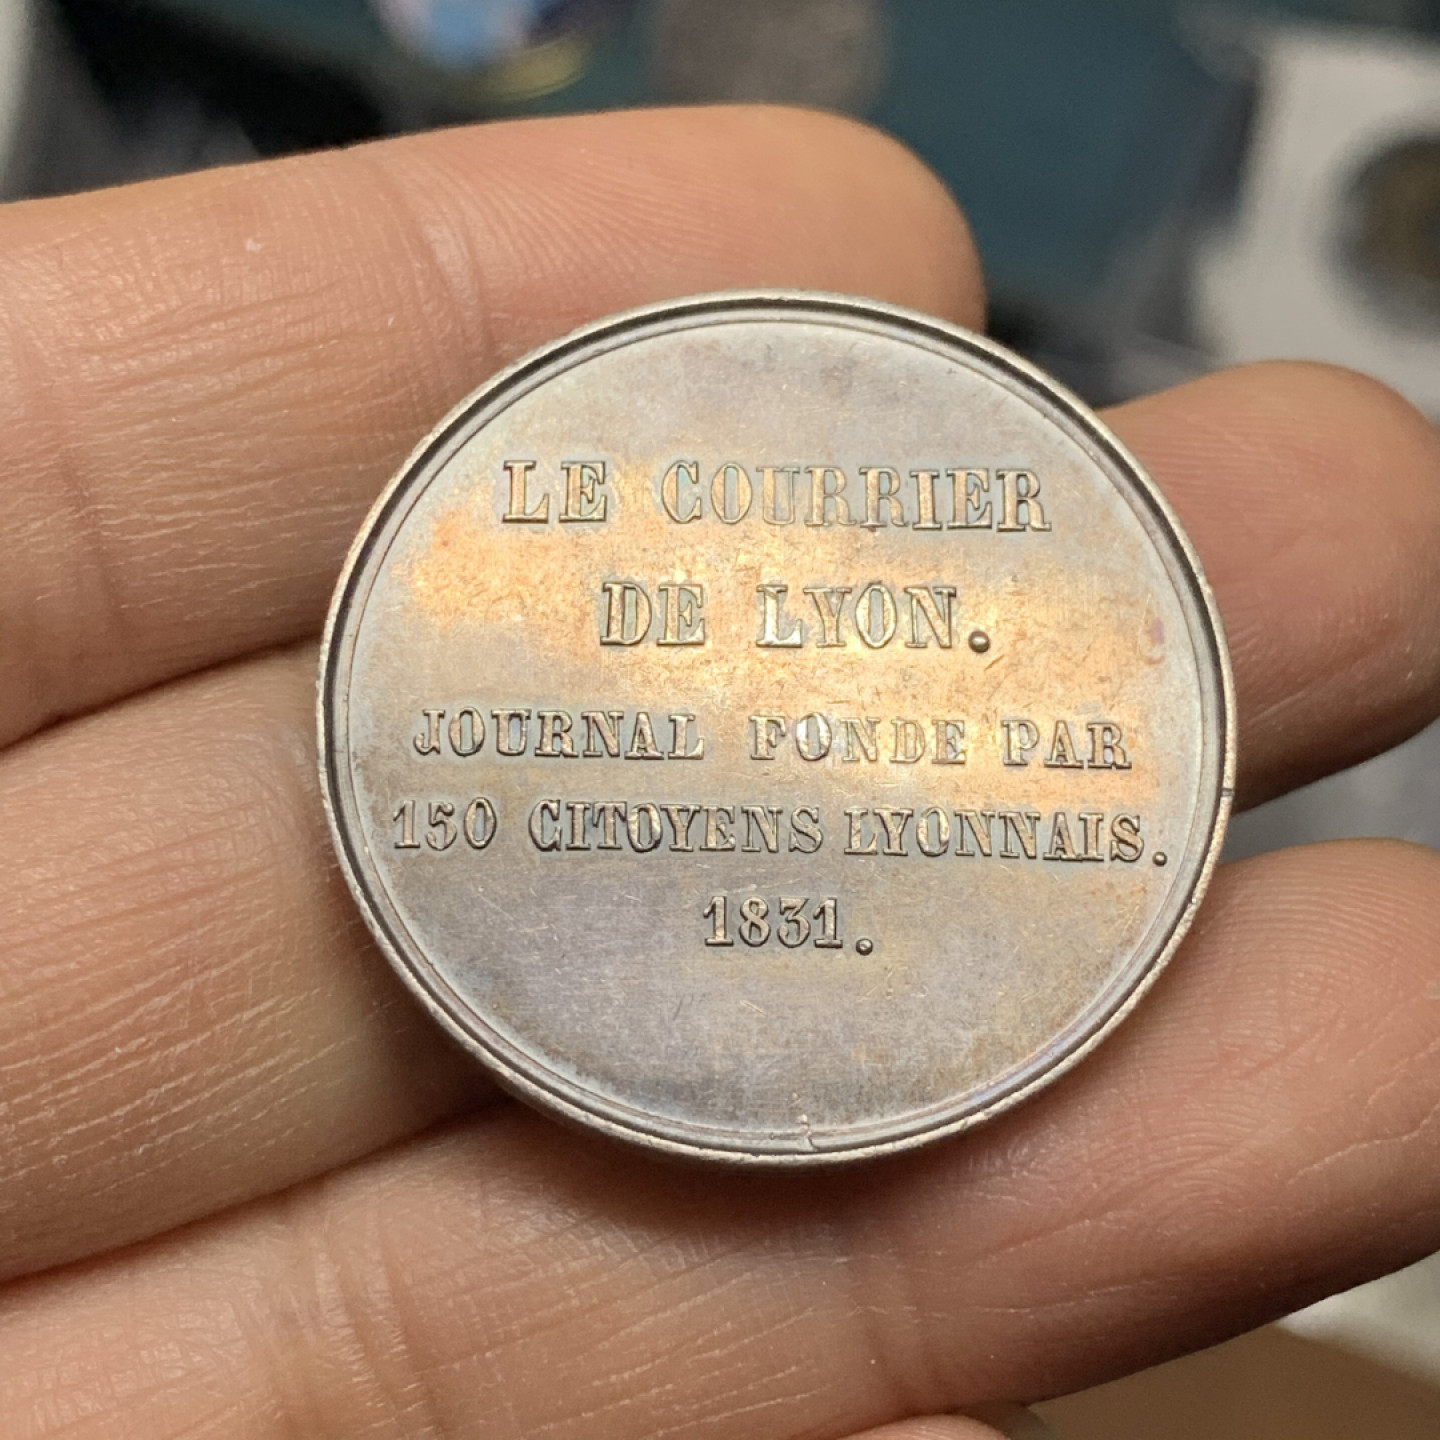 LE COURRIER
DE LYON.
JOURNAL FONDE PAR
150 CITOYENS LYONNAIS.
1831.